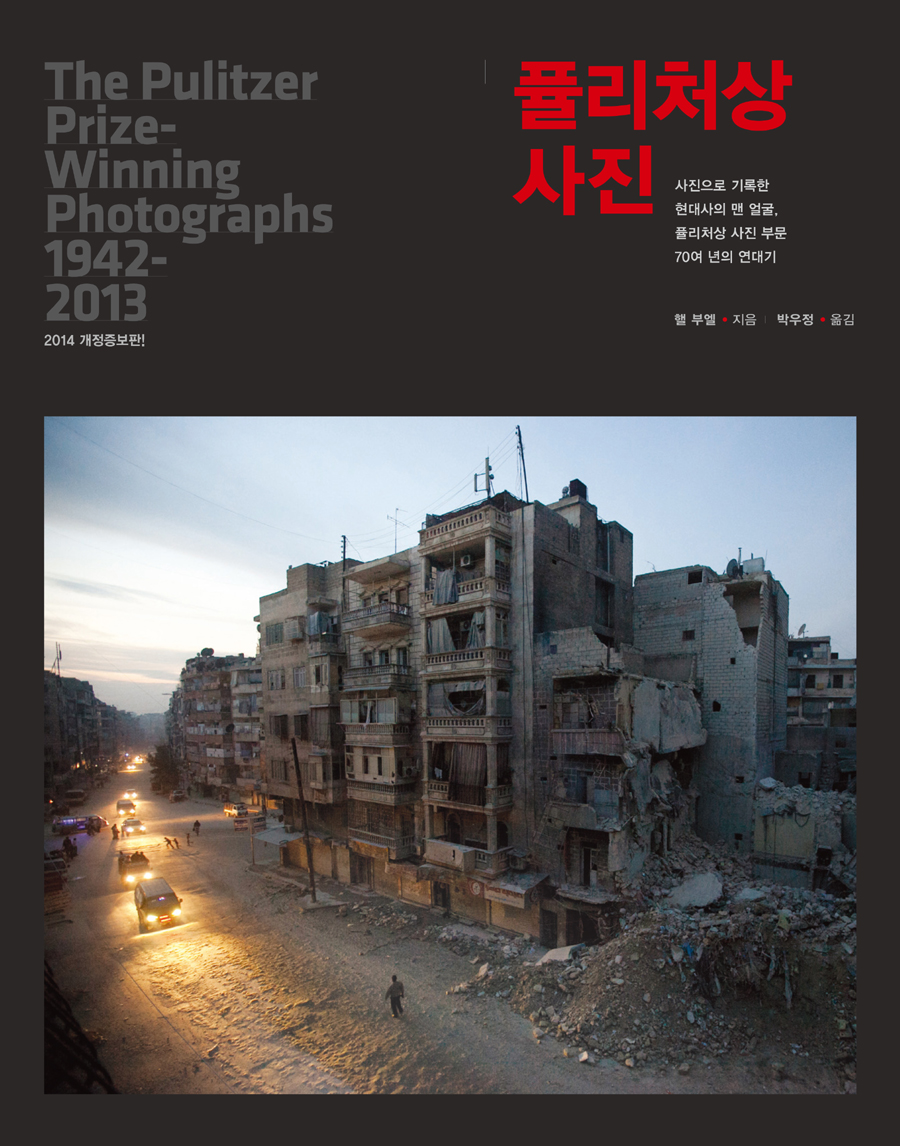 The Pulitzer
Prize-
Winning
Photographs
1942-
2013
2014 개정증보판!
퓰리처상
사진
사진으로 기록한
현대사의 맨 얼굴,
퓰리처상 사진 부문
70여 년의 연대기
핼 부엘 • 지음 | 박우정 • 옮김